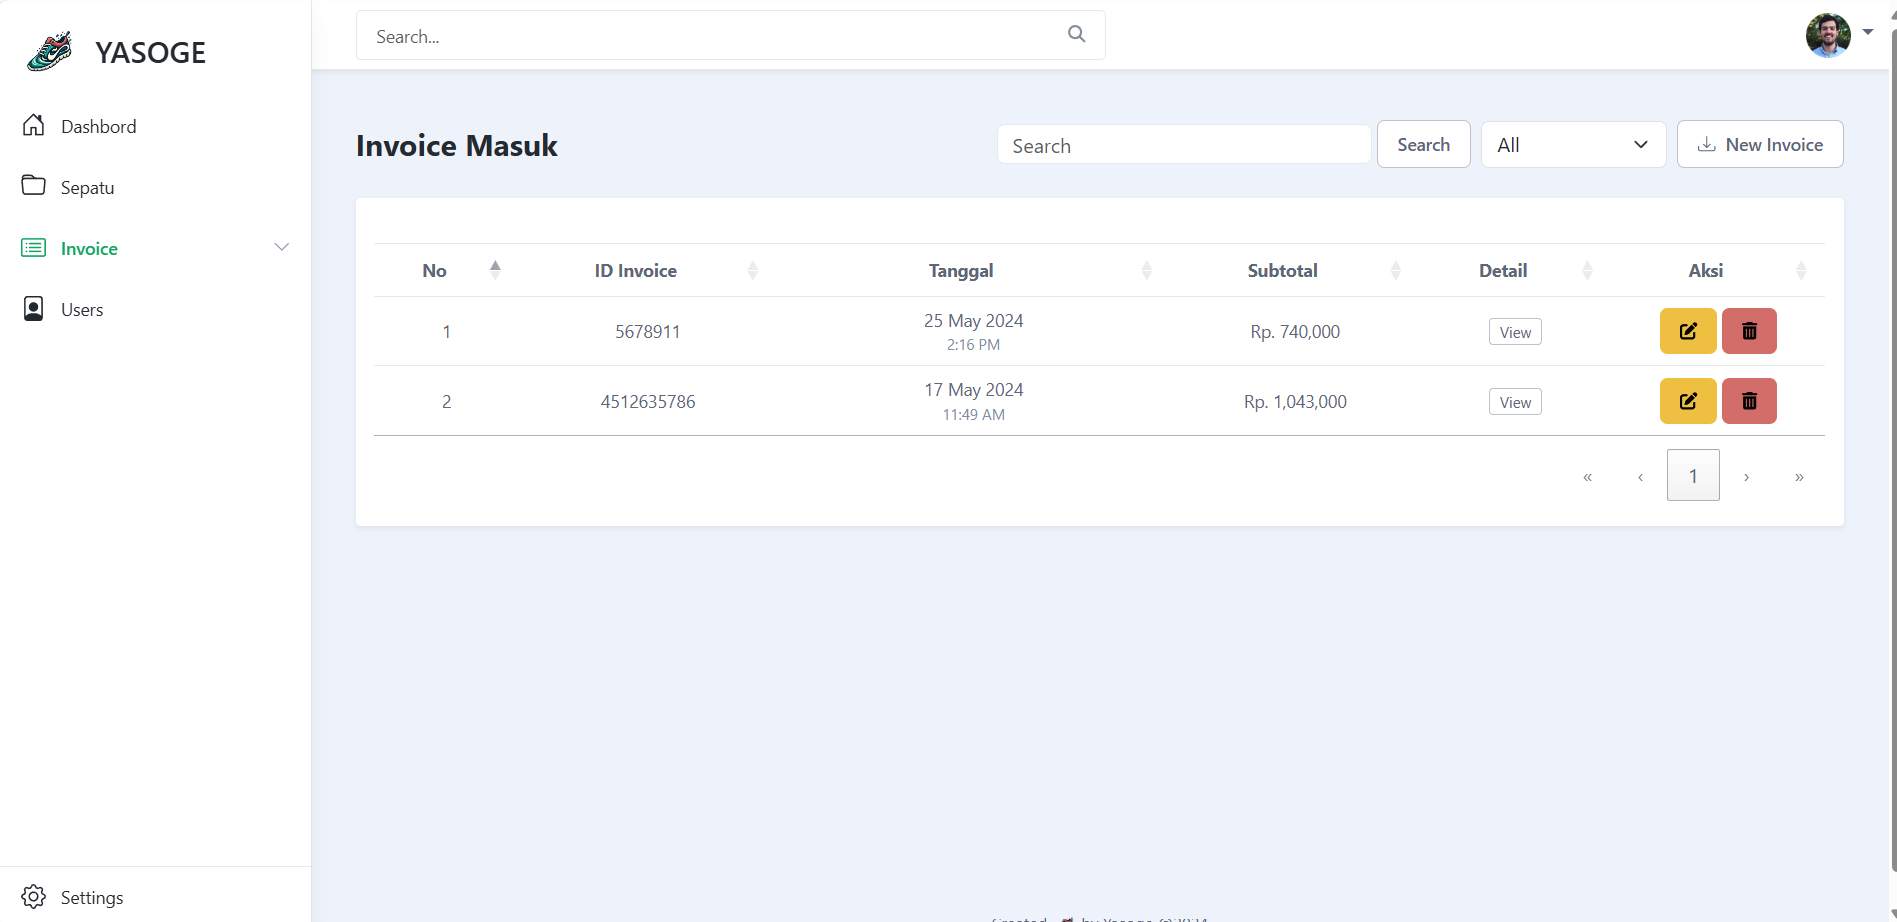 YASOGE
Search...
Dashbord
Sepatu
Invoice
Users
Settings
Invoice Masuk
Search
Search
All
New Invoice
No ID Invoice Tanggal Subtotal Detail Aksi
1 5678911 25 May 2024 Rp. 740,000 View
2:16 PM
2 4512635786 17 May 2024 Rp. 1,043,000 View
11:49 AM
« ‹ 1 › »